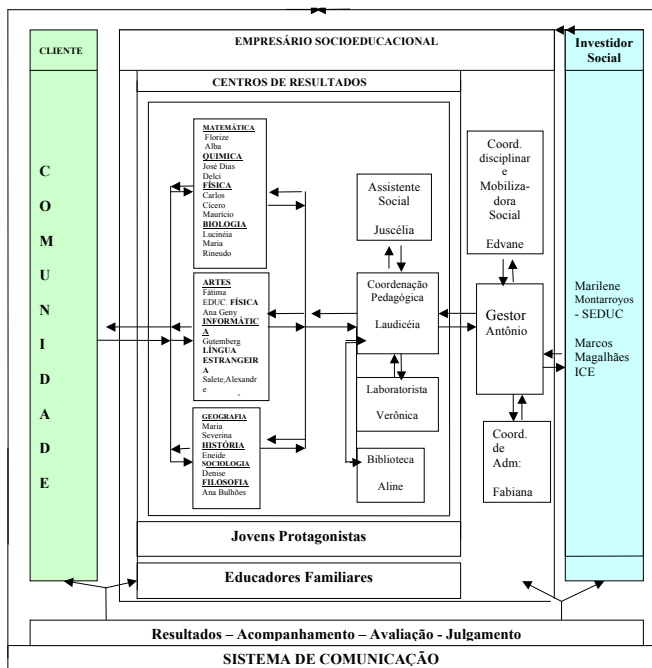 CLIENTE
C
O
M
U
N
I
D
A
D
E
EMPRESÁRIO SOCIOEDUCACIONAL
CENTROS DE RESULTADOS
MATEMÁTICA
Florize
Alba
QUIMICA
José Dias
Delci
FÍSICA
Carlos
Cicero
Maurício
BIOLOGIA
Lucinéia
Maria
Rineudo
ARTES
Fátima
EDUC. FÍSICA
Ana Geny
INFORMÁTIC
A
Gutemberg
LÍNGUA
ESTRANGEIR
A
Salete,Alexandr
e
GEOGRAFIA
Maria
Severina
HISTÓRIA
Eneide
SOCIOLOGIA
Denise
FILOSOFIA
Ana Bulhões
Assistente
Social
Juscélia
Coordenação
Pedagógica
Laudicéia
Laboratorista
Verônica
Biblioteca
Aline
Coord.
disciplinar
e
Mobiliza-
dora
Social
Edvane
Gestor
Antônio
Coord.
de
Adm:
Fabiana
Investidor
Social
Marilene
Montarroyos
- SEDUC
Marcos
Magalhães
ICE
Jovens Protagonistas
Educadores Familiares
Resultados – Acompanhamento – Avaliação - Julgamento
SISTEMA DE COMUNICAÇÃO